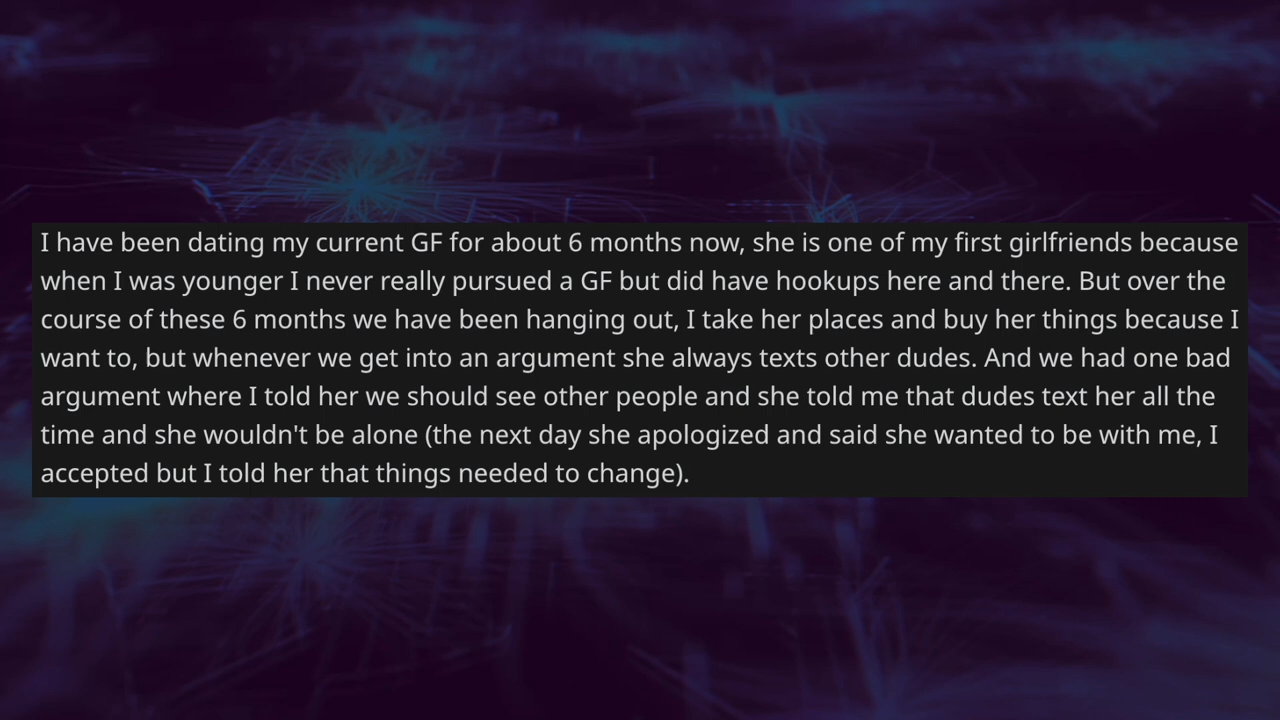 I have been dating my current GF for about 6 months now, she is one of my first girlfriends because
when I was younger I never really pursued a GF but did have hookups here and there. But over the
course of these 6 months we have been hanging out, I take her places and buy her things because I
want to, but whenever we get into an argument she always texts other dudes. And we had one bad
argument where I told her we should see other people and she told me that dudes text her all the
time and she wouldn't be alone (the next day she apologized and said she wanted to be with me, I
accepted but I told her that things needed to change).